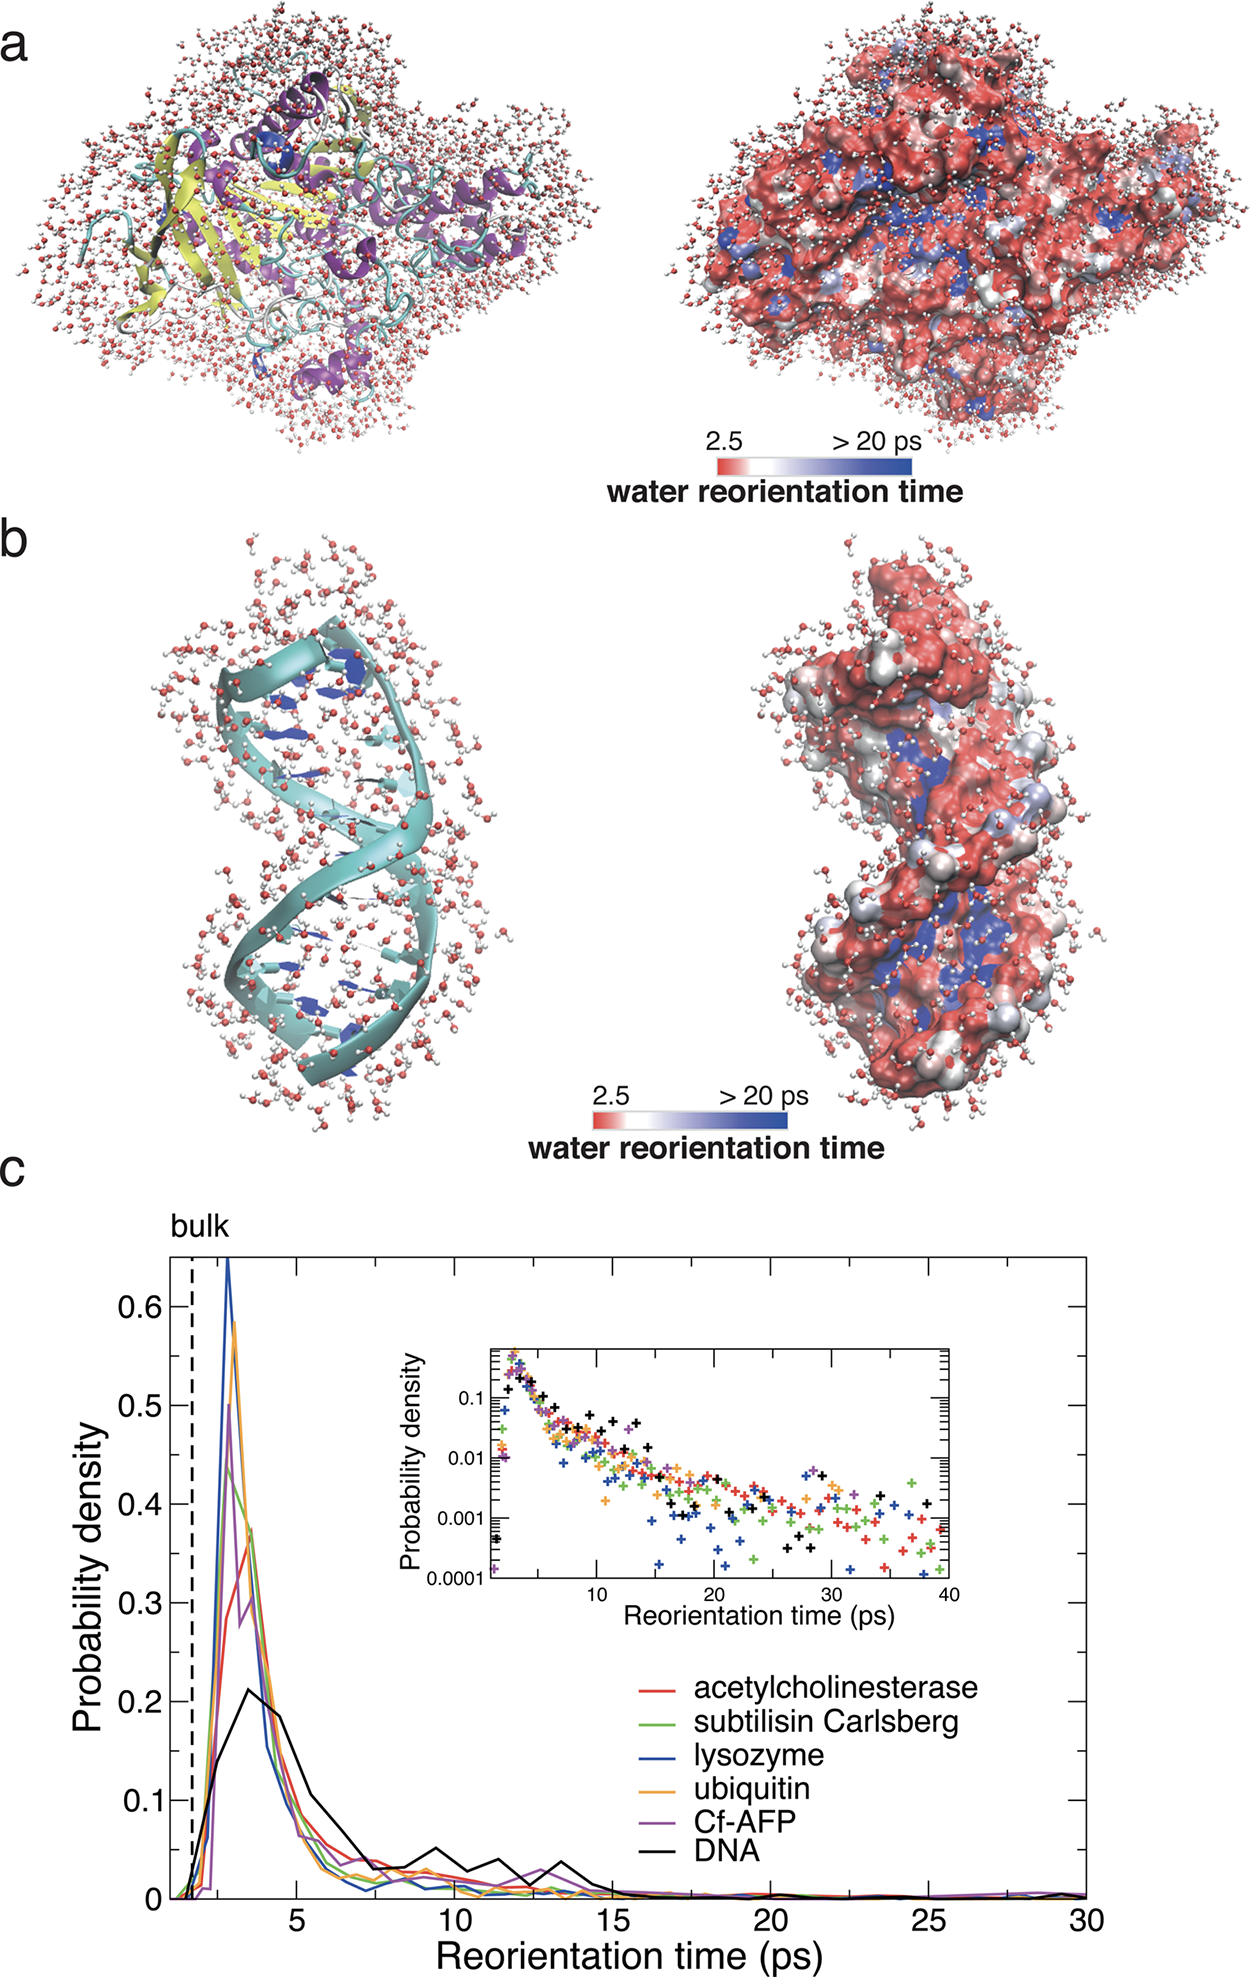 a
2.5 > 20 ps
water reorientation time
b
2.5 > 20 ps
water reorientation time
c
bulk
Probability density
0.6
0.5
0.4
0.3
0.2
0.1
0
5 10 15 20 25 30
Reorientation time (ps)
Probability density
0.1
0.01
0.001
0.0001
10 20 30 40
Reorientation time (ps)
acetylcholinesterase
subtilisin Carlsberg
lysozyme
ubiquitin
Cf-AFP
DNA